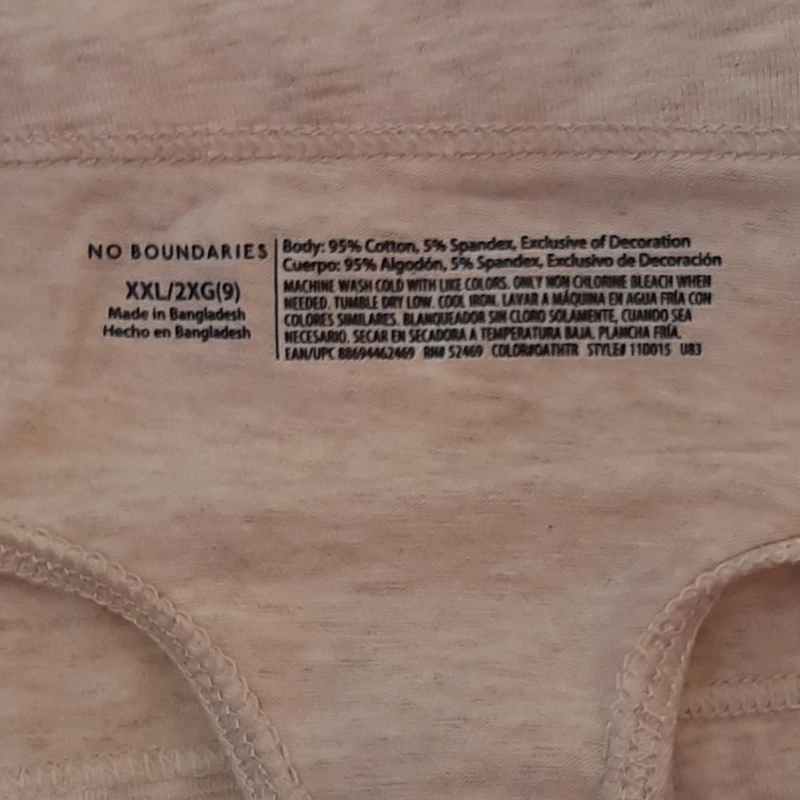 NO BOUNDARIES
XXL/2XG(9)
Made in Bangladesh
Hecho en Bangladesh
Body: 95% Cotton, 5% Spandex, Exclusive of Decoration
Cuerpo: 95% Algodón, 5% Spandex, Exclusivo de Decoración
MACHINE WASH COLD WITH LIKE COLORS. ONLY NON CHLORINE BLEACH WHEN
NEEDED. TUMBLE DRY LOW. COOL IRON. LAVAR A MÁQUINA EN AGUA FRÍA CON
COLORES SIMILARES. BLANQUEADOR SIN CLORO SOLAMENTE, CUANDO SEA
NECESARIO. SECAR EN SECADORA A TEMPERATURA BAJA. PLANCHA FRÍA.
EAN/UPC 88694462469 RN# 52469 COLOR#OATHTR STYLE# 11D015 U83